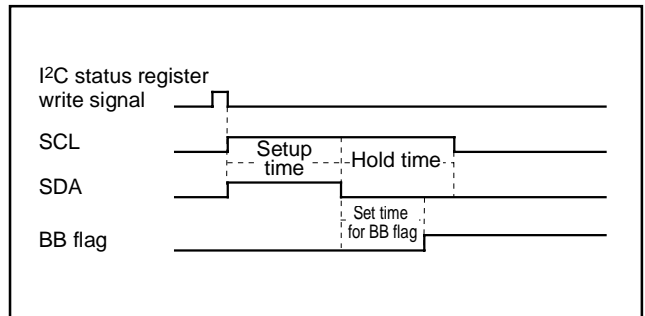 I2C status register
write signal
SCL
Setup
time
Hold time
SDA
Set time
for BB flag
BB flag